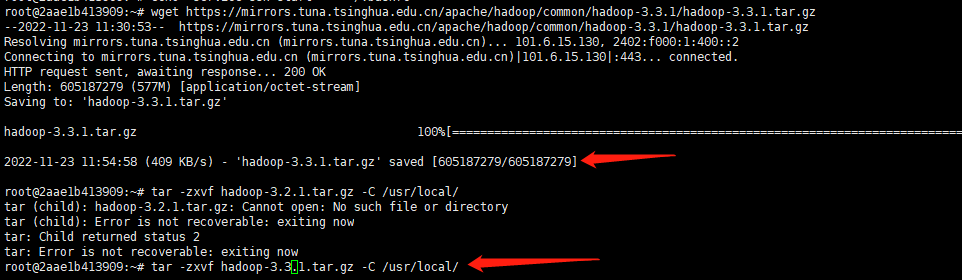 root@2aae1b413909:~# wget https://mirrors.tuna.tsinghua.edu.cn/apache/hadoop/common/hadoop-3.3.1/hadoop-3.3.1.tar.gz
--2022-11-23 11:30:53--  https://mirrors.tuna.tsinghua.edu.cn/apache/hadoop/common/hadoop-3.3.1/hadoop-3.3.1.tar.gz
Resolving mirrors.tuna.tsinghua.edu.cn (mirrors.tuna.tsinghua.edu.cn)... 101.6.15.130, 2402:f000:1:400::2
Connecting to mirrors.tuna.tsinghua.edu.cn (mirrors.tuna.tsinghua.edu.cn)|101.6.15.130|:443... connected.
HTTP request sent, awaiting response... 200 OK
Length: 605187279 (577M) [application/octet-stream]
Saving to: 'hadoop-3.3.1.tar.gz'
hadoop-3.3.1.tar.gz 100%[==========================================================================
2022-11-23 11:54:58 (409 KB/s) - 'hadoop-3.3.1.tar.gz' saved [605187279/605187279]
root@2aae1b413909:~# tar -zxvf hadoop-3.2.1.tar.gz -C /usr/local/
tar (child): hadoop-3.2.1.tar.gz: Cannot open: No such file or directory
tar (child): Error is not recoverable: exiting now
tar: Child returned status 2
tar: Error is not recoverable: exiting now
root@2aae1b413909:~# tar -zxvf hadoop-3.3.1.tar.gz -C /usr/local/